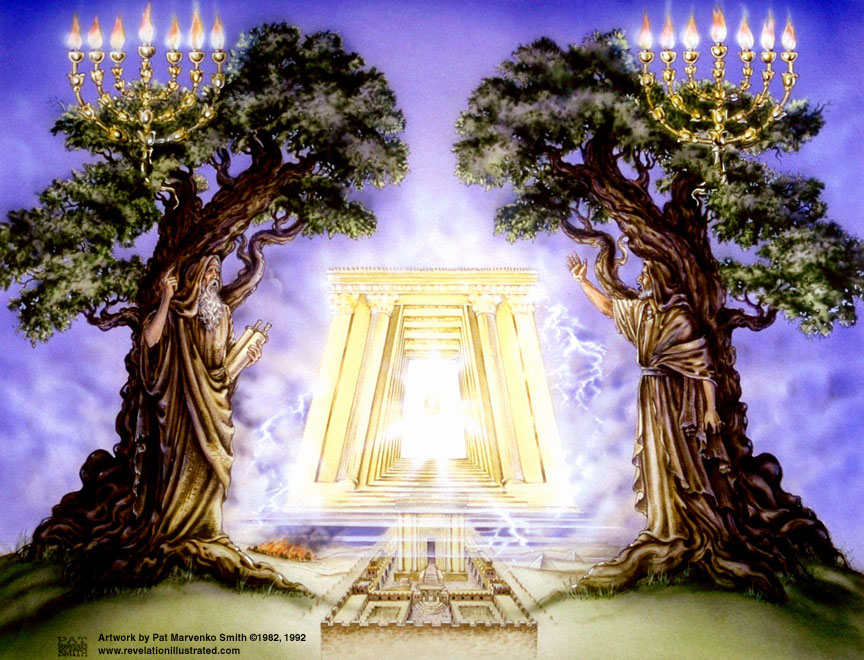 PAT
MARVENKO
SMITH
Artwork by Pat Marvenko Smith ©1982, 1992
www.revelationillustrated.com